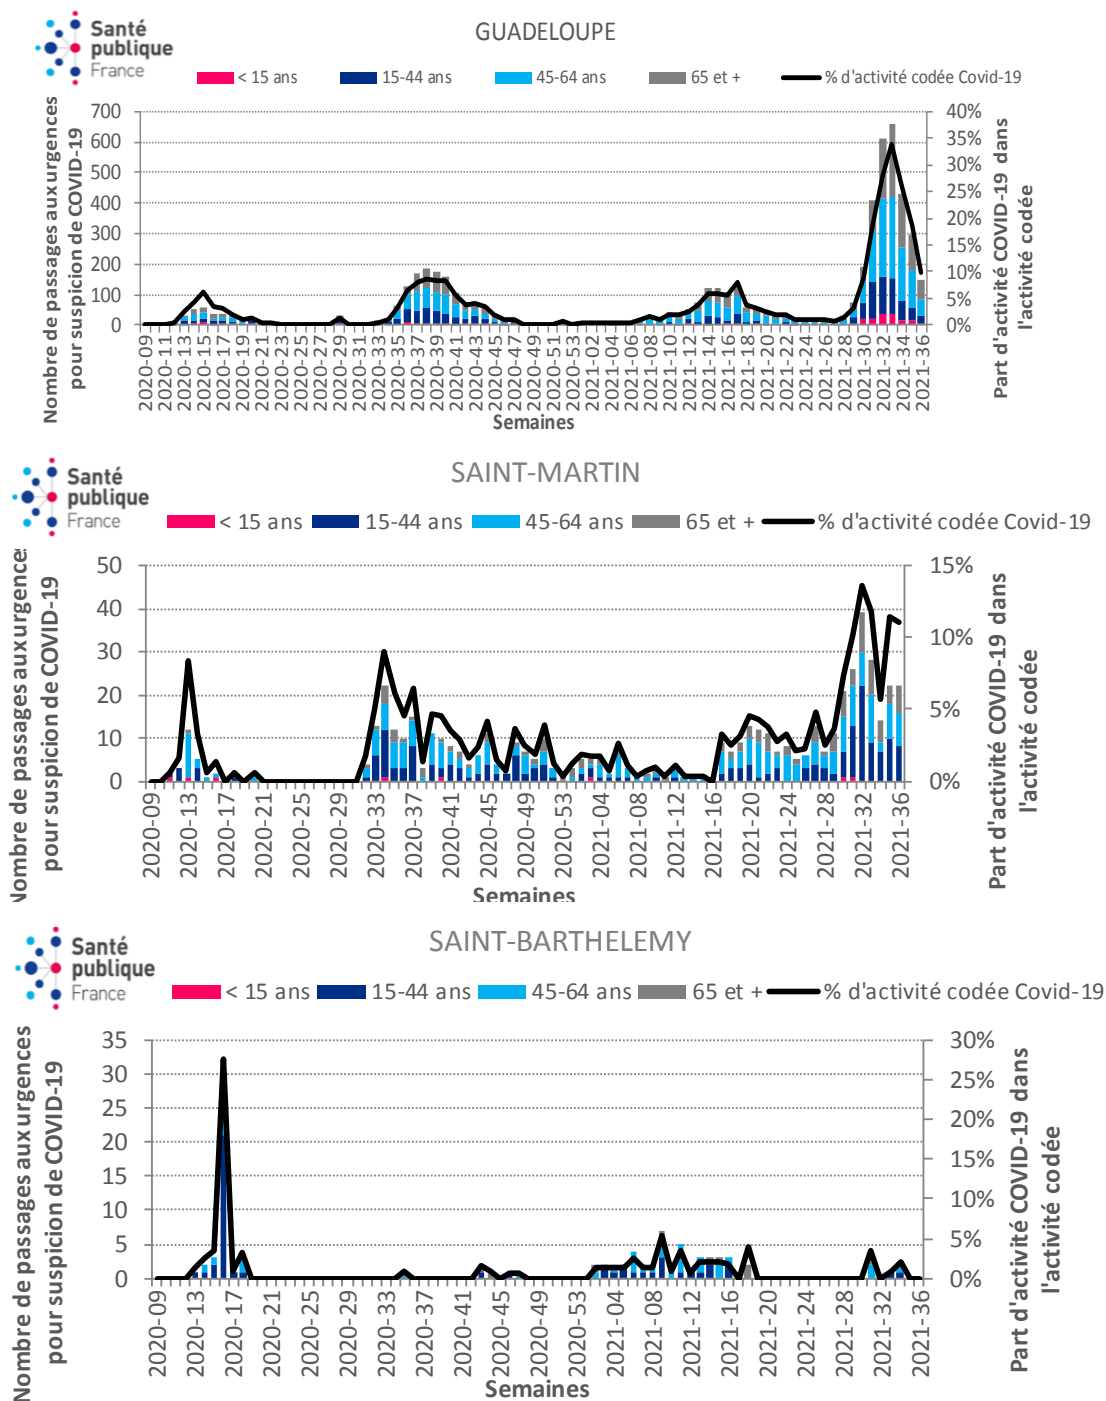 Santé
publique
France
GUADELOUPE
< 15 ans
15-44 ans
45-64 ans
65 et +
% d'activité codée Covid-19
Nombre de passages aux urgences
pour suspicion de COVID-19
700
600
500
400
300
200
100
0
40%
35%
30%
25%
20%
15%
10%
5%
0%
Part d'activité COVID-19 dans
l'activité codée
2020-09
2020-11
2020-13
2020-15
2020-17
2020-19
2020-21
2020-23
2020-25
2020-27
2020-29
2020-31
2020-33
2020-35
2020-37
2020-39
2020-41
2020-43
2020-45
2020-47
2020-49
2020-51
2020-53
2021-02
2021-04
2021-06
2021-08
2021-10
2021-12
2021-14
2021-16
2021-18
2021-20
2021-22
2021-24
2021-26
2021-28
2021-30
2021-32
2021-34
2021-36
Semaines
Santé
publique
France
SAINT-MARTIN
< 15 ans
15-44 ans
45-64 ans
65 et +
% d'activité codée Covid-19
Nombre de passages aux urgences
pour suspicion de COVID-19
50
40
30
20
10
0
15%
10%
5%
0%
Part d'activité COVID-19 dans
l'activité codée
2020-09
2020-13
2020-17
2020-21
2020-25
2020-29
2020-33
2020-37
2020-41
2020-45
2020-49
2020-53
2021-04
2021-08
2021-12
2021-16
2021-20
2021-24
2021-28
2021-32
2021-36
Semaines
Santé
publique
France
SAINT-BARTHELEMY
< 15 ans
15-44 ans
45-64 ans
65 et +
% d'activité codée Covid-19
Nombre de passages aux urgences
pour suspicion de COVID-19
35
30
25
20
15
10
5
0
30%
25%
20%
15%
10%
5%
0%
Part d'activité COVID-19 dans
l'activité codée
2020-09
2020-13
2020-17
2020-21
2020-25
2020-29
2020-33
2020-37
2020-41
2020-45
2020-49
2020-53
2021-04
2021-08
2021-12
2021-16
2021-20
2021-24
2021-28
2021-32
2021-36
Semaines